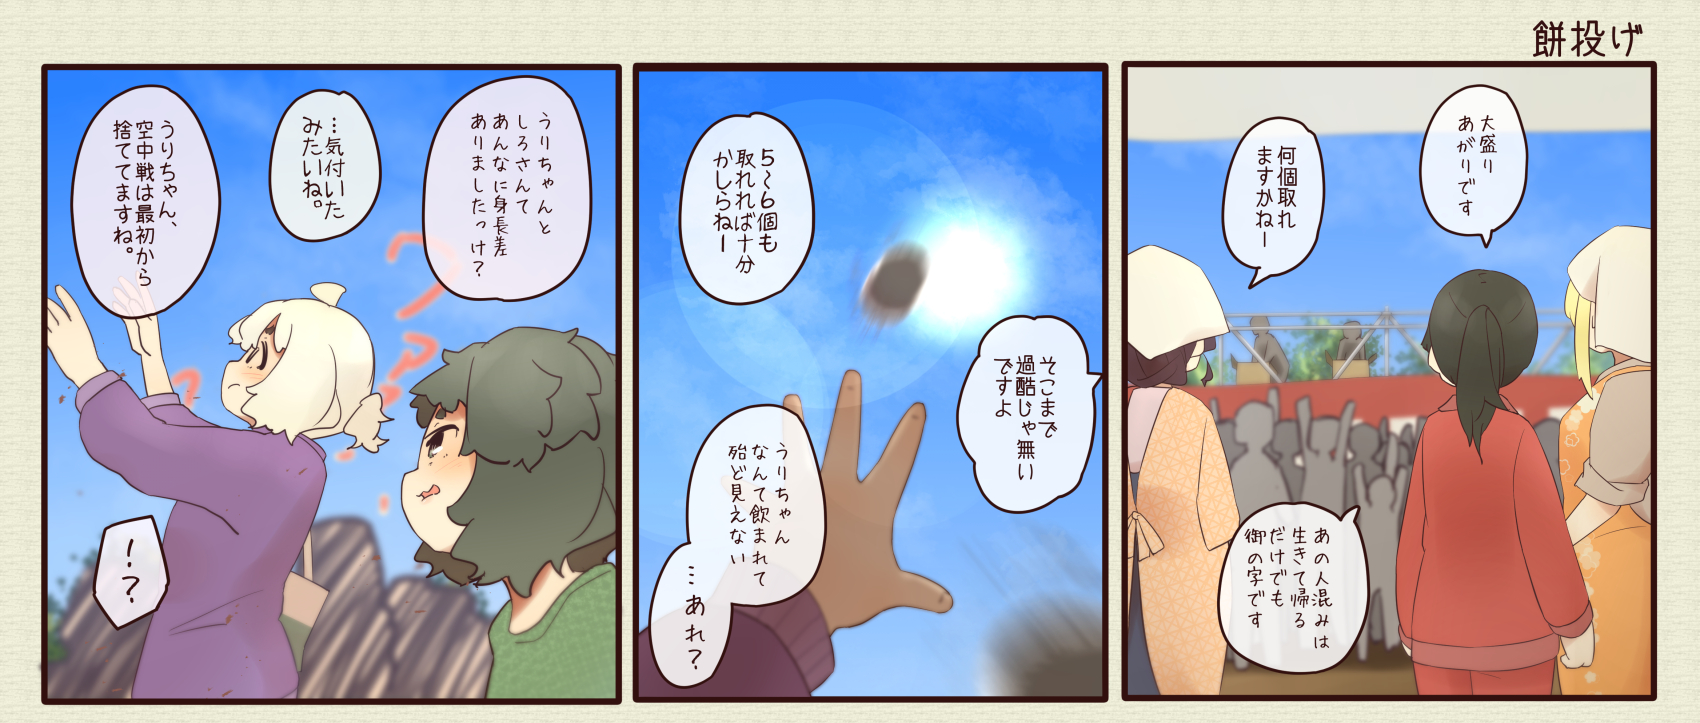 餅投げ
大盛り
あがりです
何個取れ
ますかねー
あの人混みは
生きて帰る
だけでも
御の字です
そこまで
過酷じゃ無い
ですよ
5〜6個も
取れれば十分
かしらねー
うりちゃん
なんて飲まれて
殆ど見えない
…あれ?
うりちゃんと
しろさんて
あんなに身長差
ありましたっけ?
…気付いた
みたいね。
うりちゃん、
空中戦は最初から
捨ててますね。
!?